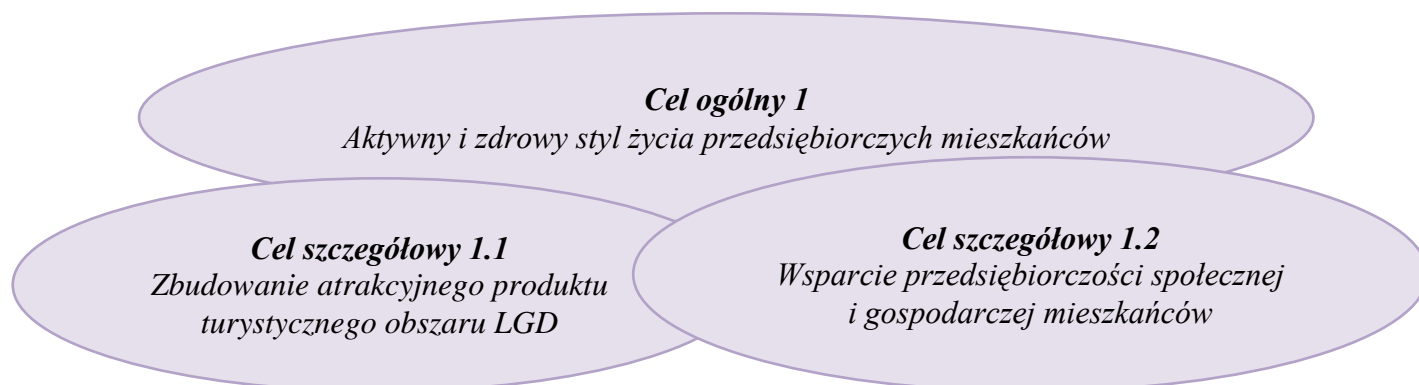 Cel ogólny 1
Aktywny i zdrowy styl życia przedsiębiorczych mieszkańców
Cel szczegółowy 1.1
Zbudowanie atrakcyjnego produktu
turystycznego obszaru LGD
Cel szczegółowy 1.2
Wsparcie przedsiębiorczości społecznej
i gospodarczej mieszkańców